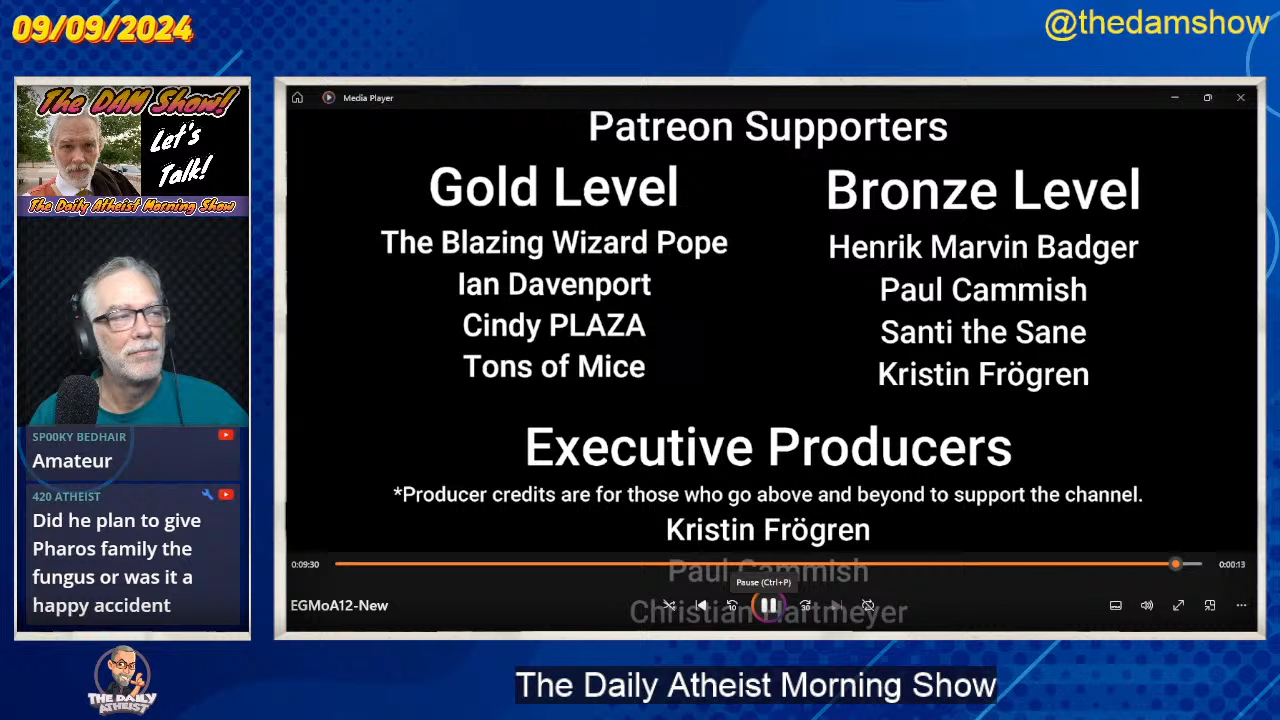 09/09/2024
@thedamshow
The DAM Show!
Let's
Talk!
The Daily Atheist Morning Show
Media Player
Patreon Supporters
Gold Level
The Blazing Wizard Pope
Ian Davenport
Cindy PLAZA
Tons of Mice
Bronze Level
Henrik Marvin Badger
Paul Cammish
Santi the Sane
Kristin Frögren
Executive Producers
*Producer credits are for those who go above and beyond to support the channel.
Kristin Frögren
Paul Cammish
Christian Hartmeyer
0:09:30
Pause (Ctrl+P)
0:00:13
EGMoA12-New
10
30
SP00KY BEDHAIR
Amateur
420 ATHEIST
Did he plan to give
Pharos family the
fungus or was it a
happy accident
THE DAILY
ATHEIST
The Daily Atheist Morning Show